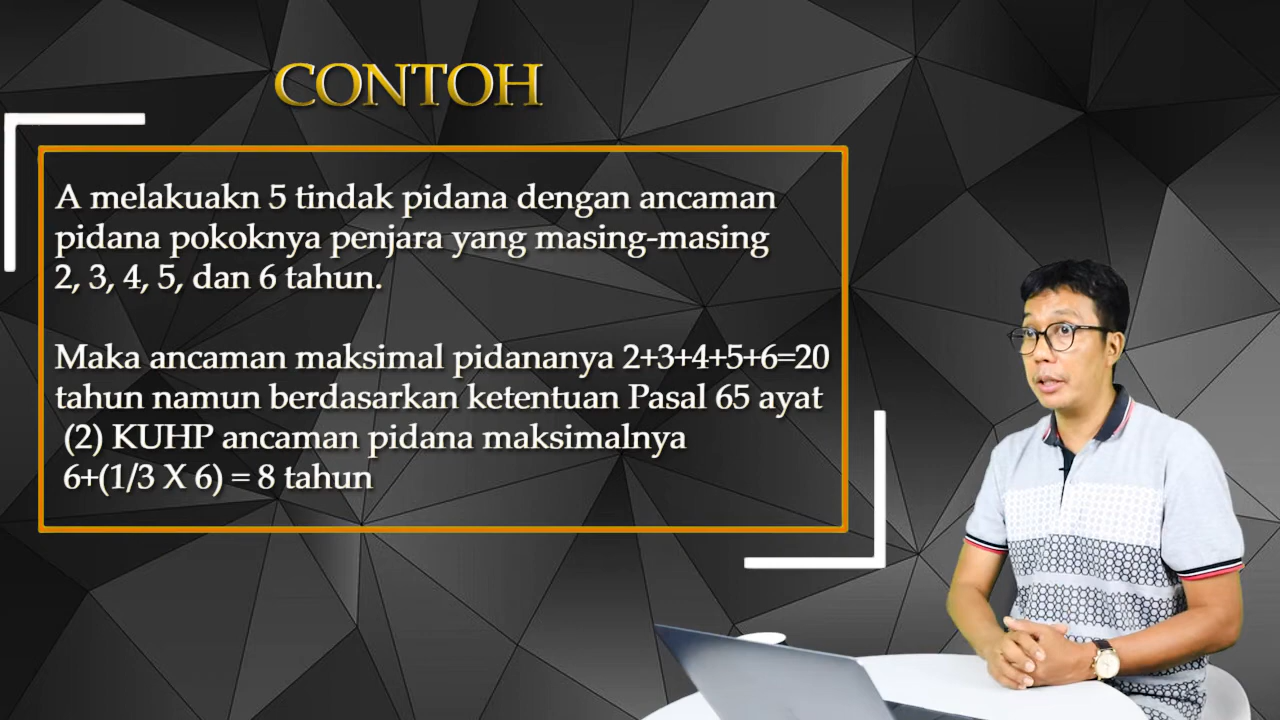 CONTOH
A melakuakn 5 tindak pidana dengan ancaman
pidana pokoknya penjara yang masing-masing
2, 3, 4, 5, dan 6 tahun.
Maka ancaman maksimal pidananya 2+3+4+5+6=20
tahun namun berdasarkan ketentuan Pasal 65 ayat
(2) KUHP ancaman pidana maksimalnya
6+(1/3 X 6) = 8 tahun